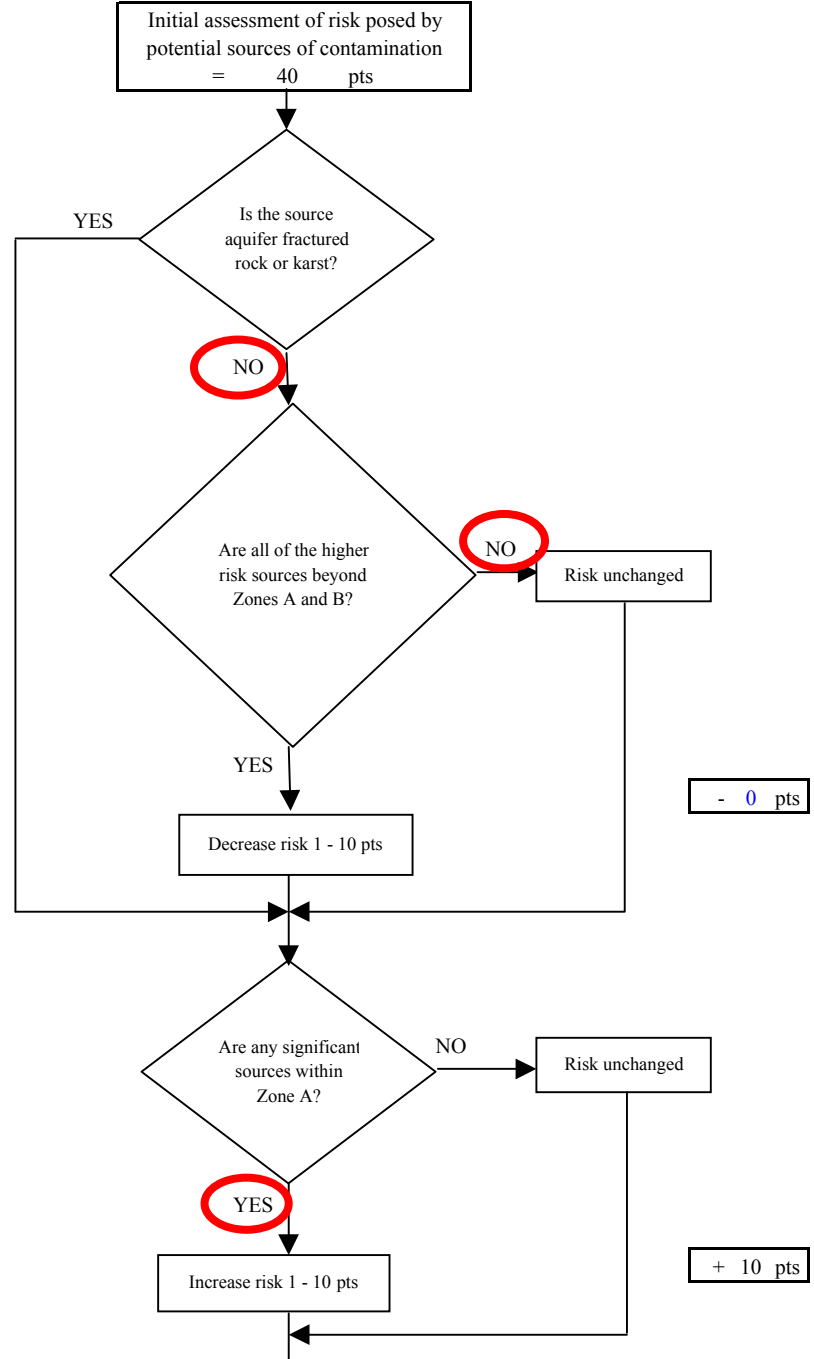 Initial assessment of risk posed by
potential sources of contamination
= 40 pts
YES
Is the source
aquifer fractured
rock or karst?
NO
Are all of the higher
risk sources beyond
Zones A and B?
NO
Risk unchanged
YES
- 0 pts
Decrease risk 1 - 10 pts
Are any significant
sources within
Zone A?
NO
Risk unchanged
YES
+ 10 pts
Increase risk 1 - 10 pts